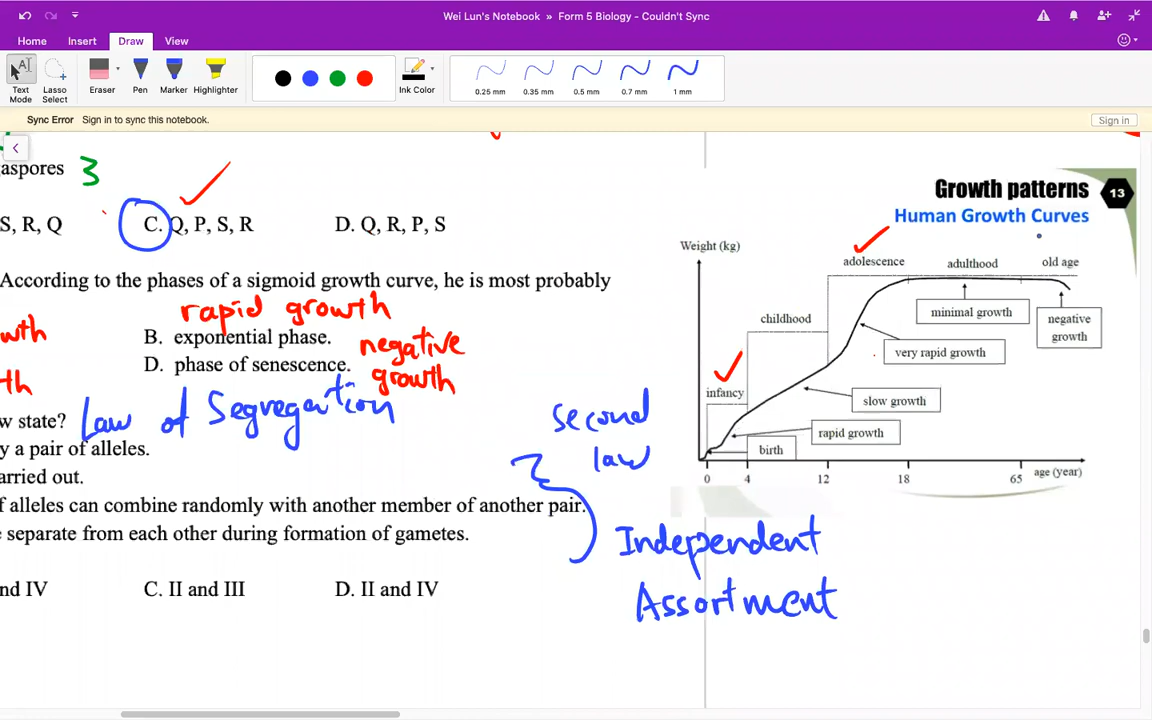 Wei Lun's Notebook » Form 5 Biology - Couldn't Sync
Home Insert Draw View
Text Mode
Lasso Select
Eraser
Pen
Marker
Highlighter
Ink Color
0.25 mm 0.35 mm 0.5 mm 0.7 mm 1 mm
Sync Error Sign in to sync this notebook.
Sign in
aspores 3
S, R, Q C. Q, P, S, R D. Q, R, P, S
According to the phases of a sigmoid growth curve, he is most probably
rapid growth
wth B. exponential phase. negative
th D. phase of senescence. growth
w state? Law of Segregation
y a pair of alleles.
arried out.
f alleles can combine randomly with another member of another pair.
e separate from each other during formation of gametes.
nd IV C. II and III D. II and IV
second
law
Independent
Assortment
Growth patterns 13
Human Growth Curves
Weight (kg)
adolescence adulthood old age
childhood
minimal growth
negative growth
very rapid growth
infancy
slow growth
rapid growth
birth
0 4 12 18 65 age (year)